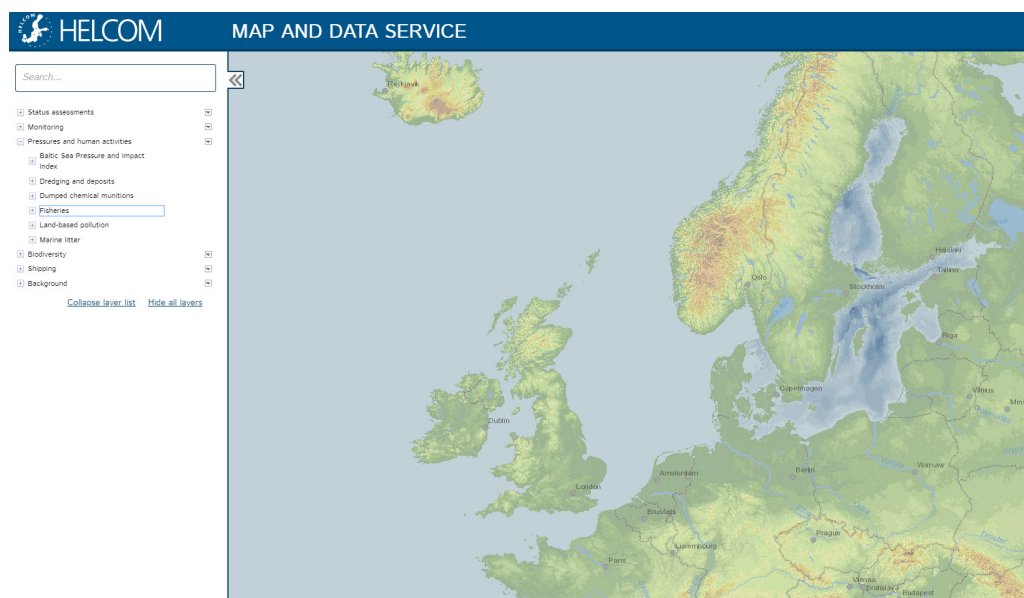 HELCOM
HELCOM
MAP AND DATA SERVICE
Search...
Status assessments
Monitoring
Pressures and human activities
Baltic Sea Pressure and Impact
Index
Dredging and deposits
Dumped chemical munitions
Fisheries
Land-based pollution
Marine litter
Biodiversity
Shipping
Background
Collapse layer list Hide all layers
Reykjavik
Helsinki
Tallinn
Oslo
Stockholm
Riga
Copenhagen
Vilnius
Dublin
Berlin
Warsaw
Amsterdam
London
Brussels
Prague
Luxembourg
Dnister
Paris
Vienna
Bratislava
Budapest